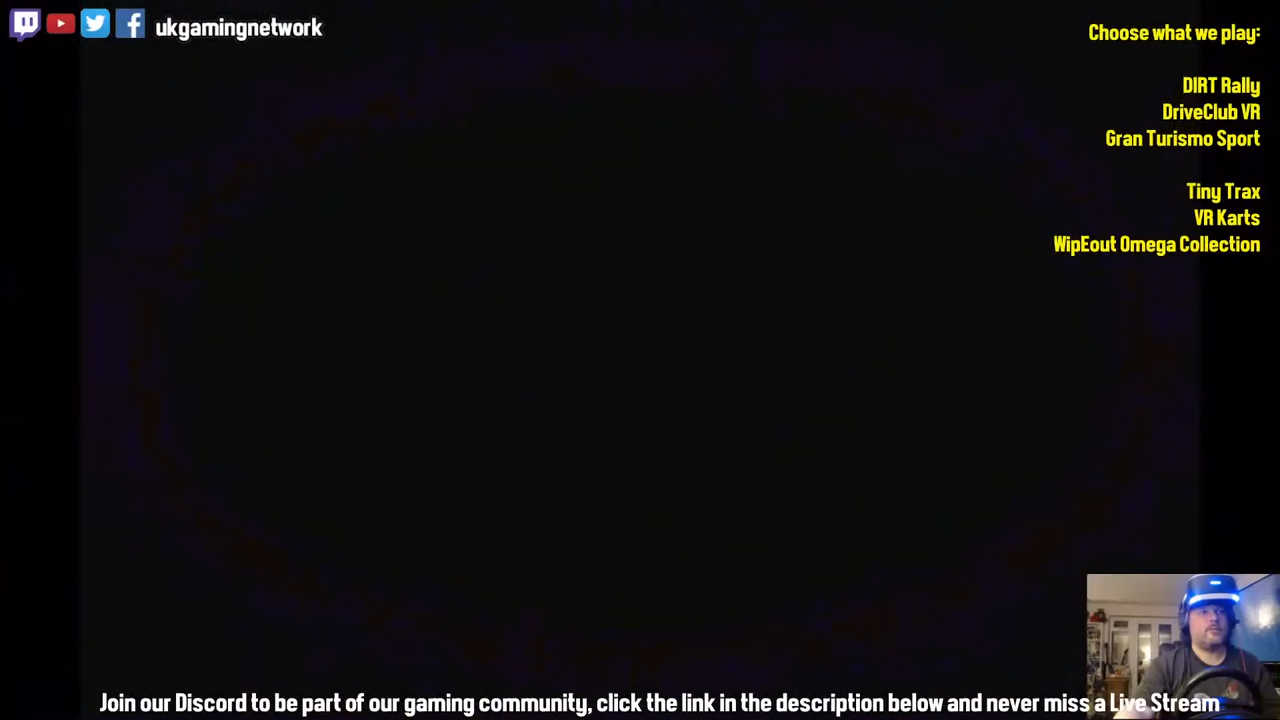 ukgamingnetwork
Choose what we play:
DIRT Rally
DriveClub VR
Gran Turismo Sport
Tiny Trax
VR Karts
WipEout Omega Collection
Join our Discord to be part of our gaming community, click the link in the description below and never miss a Live Stream